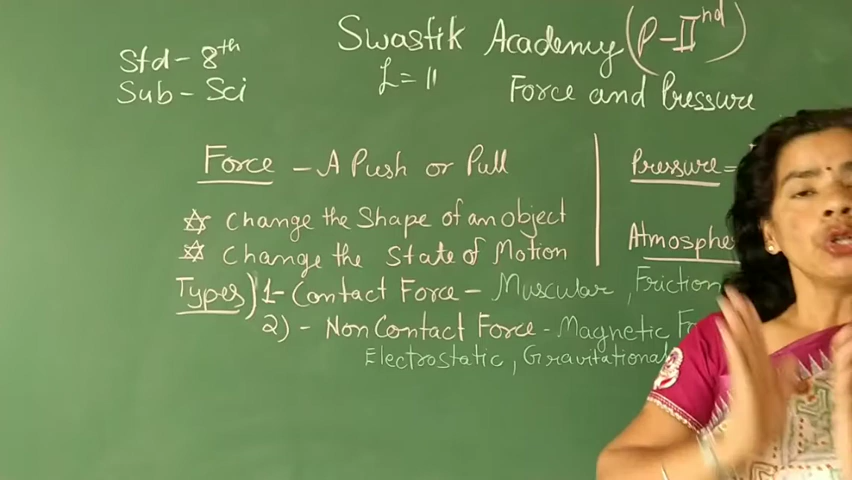 Swastik Academy (P-IInd)
Std - 8th
Sub - Sci
L = 11
Force and Pressure
Force - A Push or Pull
Change the Shape of an object
Change the State of Motion
Types) 1- Contact Force - Muscular, Friction
2) - Non Contact Force - Magnetic
Electrostatic, Gravitational
Pressure =